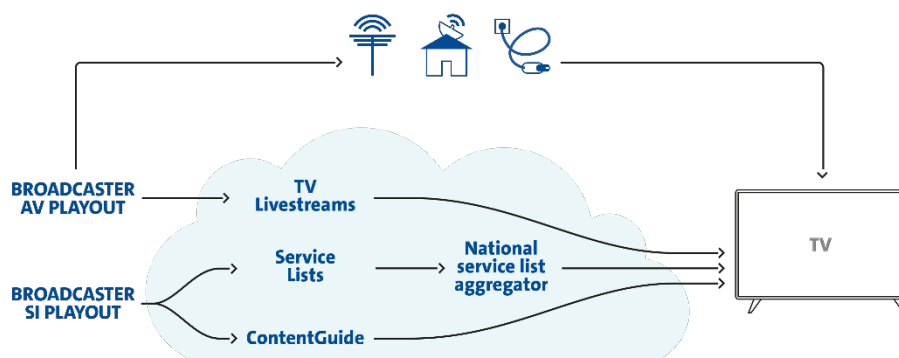 BROADCASTER
AV PLAYOUT
TV
Livestreams
Service
Lists
National
service list
aggregator
TV
BROADCASTER
SI PLAYOUT
ContentGuide